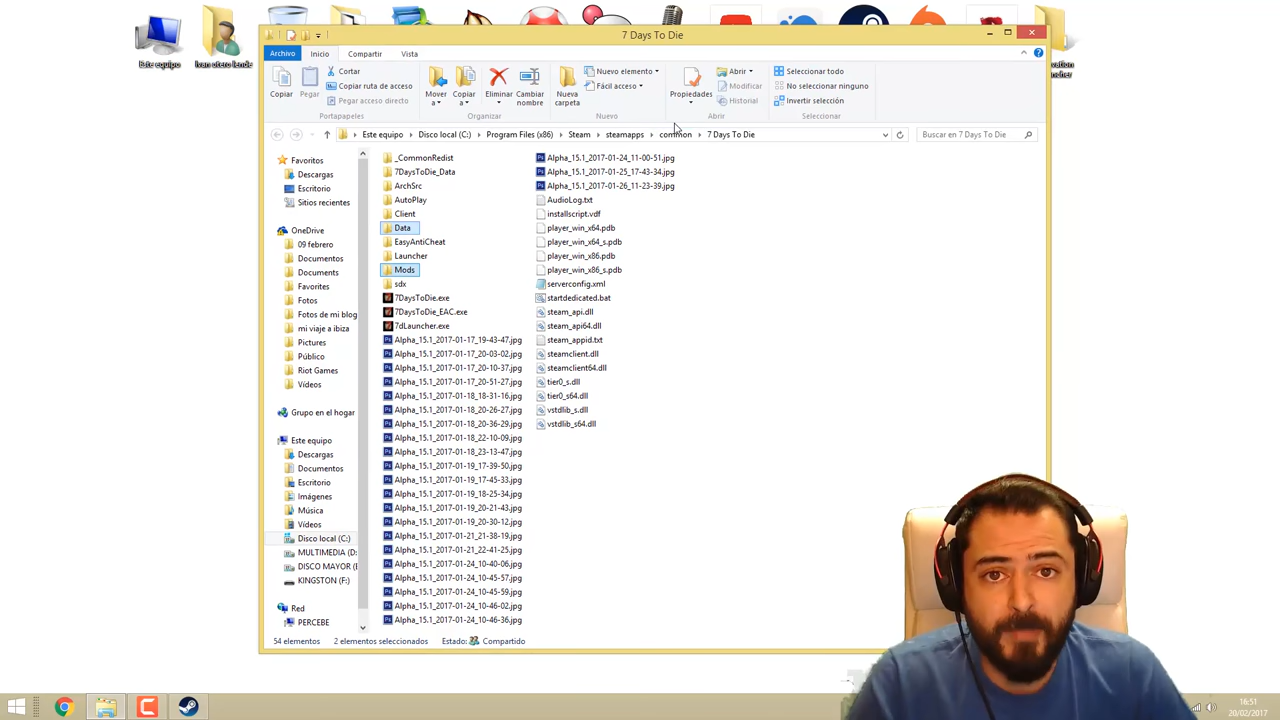 Este equipo
Ivan otero lende
7 Days To Die
Archivo
Inicio
Compartir
Vista
Copiar
Pegar
Cortar
Copiar ruta de acceso
Pegar acceso directo
Portapapeles
Mover a
Copiar a
Eliminar
Cambiar nombre
Organizar
Nueva carpeta
Nuevo elemento
Fácil acceso
Nuevo
Propiedades
Abrir
Modificar
Historial
Abrir
Seleccionar todo
No seleccionar ninguno
Invertir selección
Seleccionar
Este equipo
Disco local (C:)
Program Files (x86)
Steam
steamapps
common
7 Days To Die
Buscar en 7 Days To Die
Favoritos
Descargas
Escritorio
Sitios recientes
OneDrive
09 febrero
Documentos
Documents
Favorites
Fotos
Fotos de mi blog
mi viaje a ibiza
Pictures
Público
Riot Games
Vídeos
Grupo en el hogar
Este equipo
Descargas
Documentos
Escritorio
Imágenes
Música
Vídeos
Disco local (C:)
MULTIMEDIA (D:
DISCO MAYOR (E
KINGSTON (F:)
Red
PERCEBE
_CommonRedist
7DaysToDie_Data
ArchSrc
AutoPlay
Client
Data
EasyAntiCheat
Launcher
Mods
sdx
7DaysToDie.exe
7DaysToDie_EAC.exe
7dLauncher.exe
Alpha_15.1_2017-01-17_19-43-47.jpg
Alpha_15.1_2017-01-17_20-03-02.jpg
Alpha_15.1_2017-01-17_20-10-37.jpg
Alpha_15.1_2017-01-17_20-51-27.jpg
Alpha_15.1_2017-01-18_18-31-16.jpg
Alpha_15.1_2017-01-18_20-26-27.jpg
Alpha_15.1_2017-01-18_20-36-29.jpg
Alpha_15.1_2017-01-18_22-10-09.jpg
Alpha_15.1_2017-01-18_23-13-47.jpg
Alpha_15.1_2017-01-19_17-39-50.jpg
Alpha_15.1_2017-01-19_17-45-33.jpg
Alpha_15.1_2017-01-19_18-25-34.jpg
Alpha_15.1_2017-01-19_20-21-43.jpg
Alpha_15.1_2017-01-19_20-30-12.jpg
Alpha_15.1_2017-01-21_21-38-19.jpg
Alpha_15.1_2017-01-21_22-41-25.jpg
Alpha_15.1_2017-01-24_10-40-06.jpg
Alpha_15.1_2017-01-24_10-45-57.jpg
Alpha_15.1_2017-01-24_10-45-59.jpg
Alpha_15.1_2017-01-24_10-46-02.jpg
Alpha_15.1_2017-01-24_10-46-36.jpg
Alpha_15.1_2017-01-24_11-00-51.jpg
Alpha_15.1_2017-01-25_17-43-34.jpg
Alpha_15.1_2017-01-26_11-23-39.jpg
AudioLog.txt
installscript.vdf
player_win_x64.pdb
player_win_x64_s.pdb
player_win_x86.pdb
player_win_x86_s.pdb
serverconfig.xml
startdedicated.bat
steam_api.dll
steam_api64.dll
steam_appid.txt
steamclient.dll
steamclient64.dll
tier0_s.dll
tier0_s64.dll
vstdlib_s.dll
vstdlib_s64.dll
54 elementos
2 elementos seleccionados
Estado:
Compartido
16:51
20/02/2017